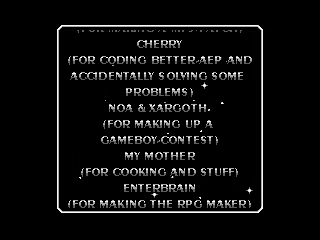 CHERRY
(FOR CODING BETTER AEP AND
ACCIDENTALLY SOLVING SOME
PROBLEMS)
NOA & XARGOTH
(FOR MAKING UP A
GAMEBOY-CONTEST)
MY MOTHER
(FOR COOKING AND STUFF)
ENTERBRAIN
(FOR MAKING THE RPG MAKER)